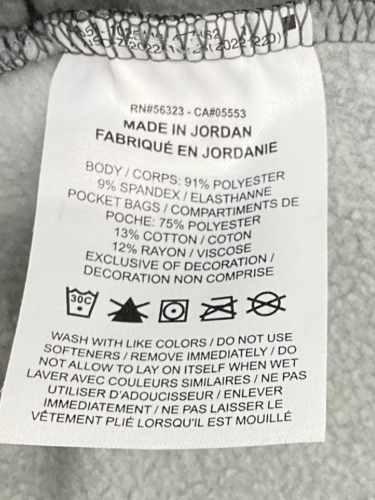 RN#56323 - CA#05553
MADE IN JORDAN
FABRIQUÉ EN JORDANIE
BODY / CORPS: 91% POLYESTER
9% SPANDEX / ELASTHANNE
POCKET BAGS / COMPARTIMENTS DE
POCHE: 75% POLYESTER
13% COTTON / COTON
12% RAYON / VISCOSE
EXCLUSIVE OF DECORATION /
DECORATION NON COMPRISE
30C
WASH WITH LIKE COLORS / DO NOT USE
SOFTENERS / REMOVE IMMEDIATELY / DO
NOT ALLOW TO LAY ON ITSELF WHEN WET
LAVER AVEC COULEURS SIMILAIRES / NE PAS
UTILISER D'ADOUCISSEUR / ENLEVER
IMMEDIATEMENT / NE PAS LAISSER LE
VÊTEMENT PLIÉ LORSQU'IL EST MOUILLÉ